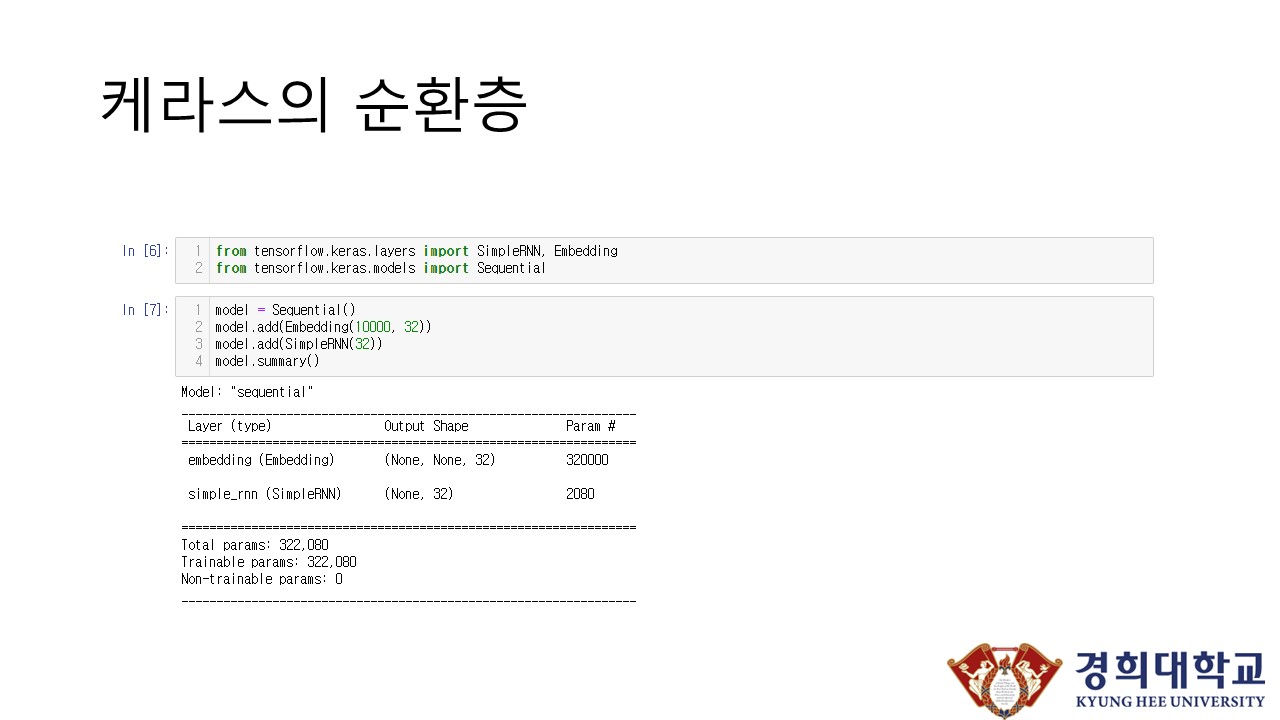 케라스의 순환층
In [6]:
1 from tensorflow.keras.layers import SimpleRNN, Embedding
2 from tensorflow.keras.models import Sequential
In [7]:
1 model = Sequential()
2 model.add(Embedding(10000, 32))
3 model.add(SimpleRNN(32))
4 model.summary()
Model: "sequential"
_________________________________________________________________
Layer (type) Output Shape Param #
=================================================================
embedding (Embedding) (None, None, 32) 320000
simple_rnn (SimpleRNN) (None, 32) 2080
=================================================================
Total params: 322,080
Trainable params: 322,080
Non-trainable params: 0
_________________________________________________________________
경희대학교
KYUNG HEE UNIVERSITY